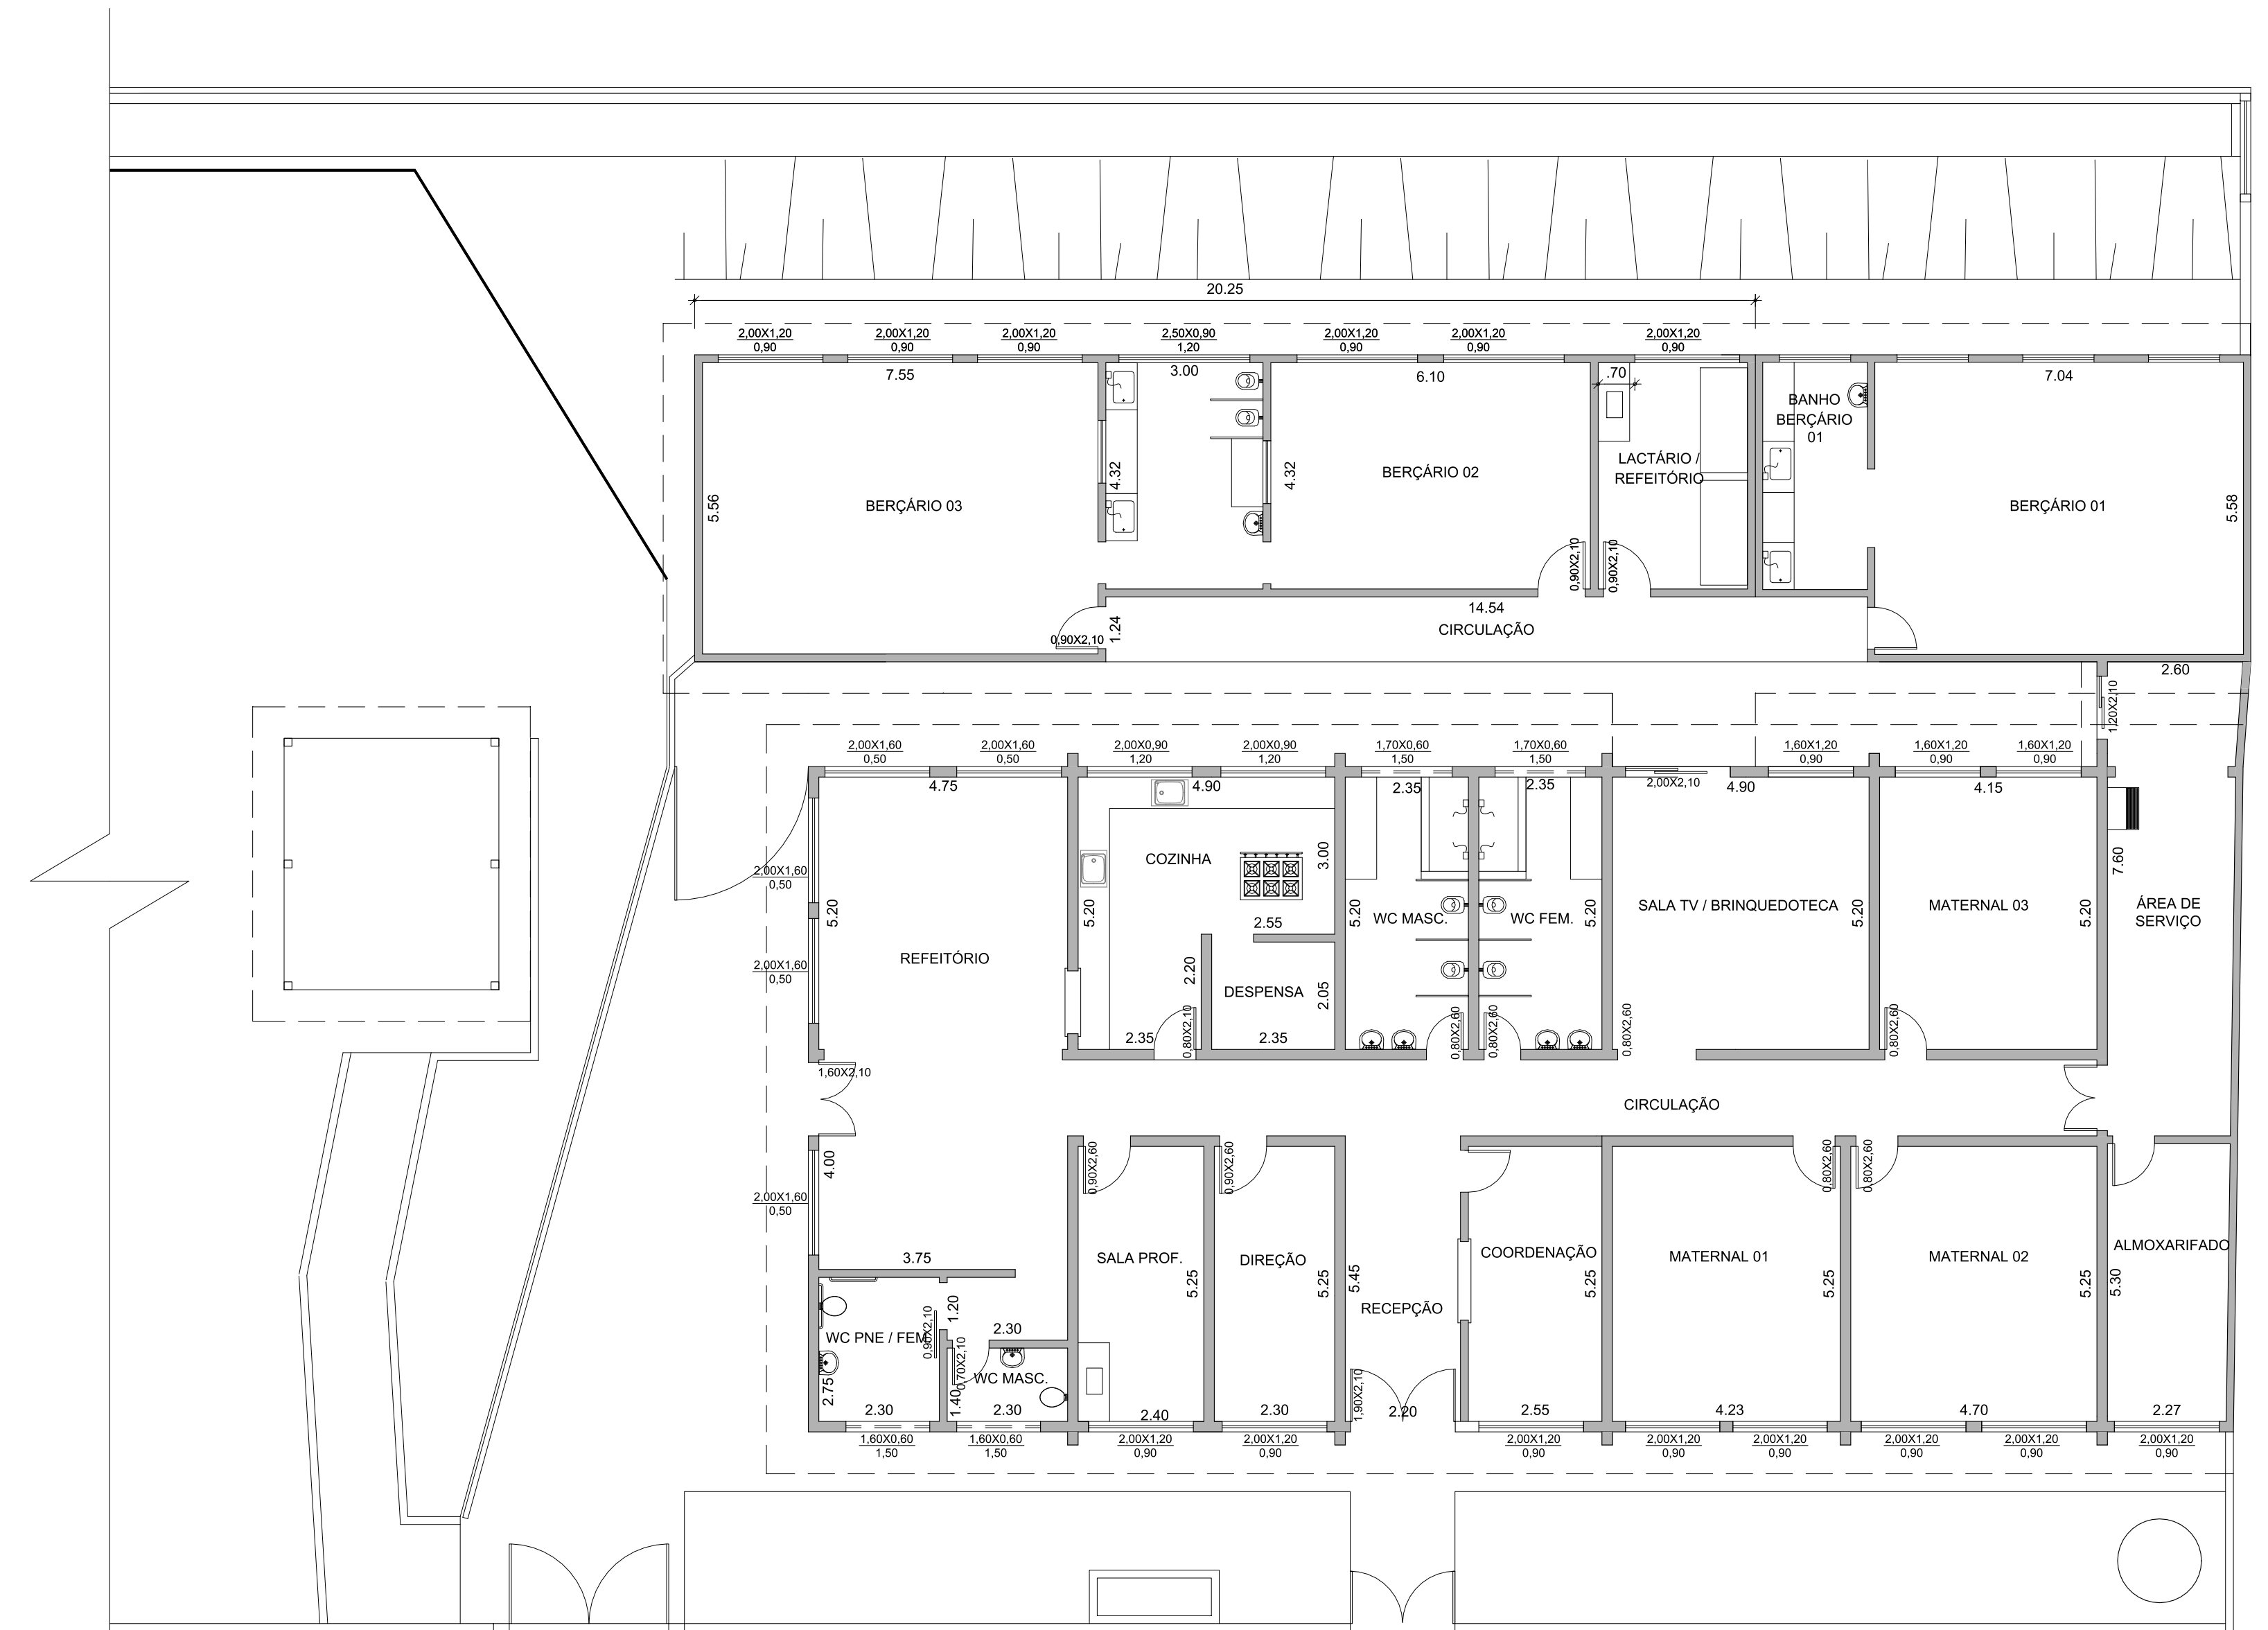 20.25
2,00X1,20
0,90
2,00X1,20
0,90
2,00X1,20
0,90
2,50X0,90
1,20
2,00X1,20
0,90
2,00X1,20
0,90
2,00X1,20
0,90
7.55
3.00
6.10
.70
7.04
BANHO
BERÇÁRIO
01
5.56
BERÇÁRIO 03
4.32
4.32
BERÇÁRIO 02
LACTÁRIO /
REFEITÓRIO
BERÇÁRIO 01
5.58
0,90X2,10
0,90X2,10
0,90X2,10
1.24
14.54
CIRCULAÇÃO
2.60
1,20X2,10
2,00X1,60
0,50
2,00X1,60
0,50
2,00X0,90
1,20
2,00X0,90
1,20
1,70X0,60
1,50
1,70X0,60
1,50
1,60X1,20
0,90
1,60X1,20
0,90
1,60X1,20
0,90
4.75
4.90
2.35
2.35
2,00X2,10
4.90
4.15
2,00X1,60
0,50
5.20
REFEITÓRIO
5.20
COZINHA
3.00
2.55
5.20
WC MASC.
WC FEM.
5.20
SALA TV / BRINQUEDOTECA
5.20
MATERNAL 03
5.20
7.60
ÁREA DE
SERVIÇO
2,00X1,60
0,50
2.20
DESPENSA
2.05
2.35
0,80X2,10
2.35
0,80X2,60
0,80X2,60
0,80X2,60
0,80X2,60
1,60X2,10
CIRCULAÇÃO
4.00
2,00X1,60
0,50
0,90X2,60
0,90X2,60
0,80X2,60
0,80X2,60
3.75
SALA PROF.
5.25
DIREÇÃO
5.25
5.45
RECEPÇÃO
COORDENAÇÃO
5.25
MATERNAL 01
5.25
MATERNAL 02
5.25
5.30
ALMOXARIFADO
WC PNE / FEM.
0,90X2,10
1.20
2.30
0,70X2,10
WC MASC.
2.75
1.40
2.30
2.30
2.40
2.30
1,90X2,10
2.20
2.55
4.23
4.70
2.27
1,60X0,60
1,50
1,60X0,60
1,50
2,00X1,20
0,90
2,00X1,20
0,90
2,00X1,20
0,90
2,00X1,20
0,90
2,00X1,20
0,90
2,00X1,20
0,90
2,00X1,20
0,90
2,00X1,20
0,90